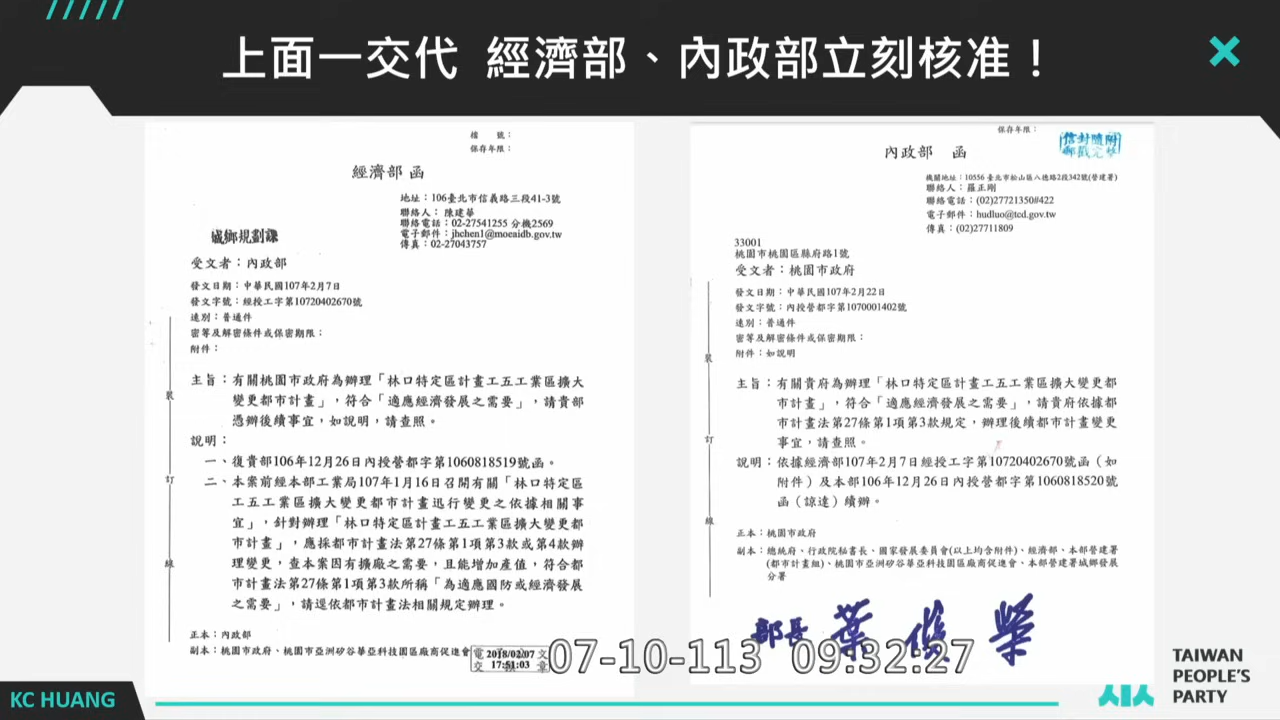 上面一交代 經濟部、內政部立刻核准！
檔 號：
保存年限：
經濟部 函
地址：106臺北市信義路三段41-3號
聯絡人：陳建華
聯絡電話：02-27541255 分機2569
電子郵件：jhchen1@moeaidb.gov.tw
傳真：02-27043757
城鄉規劃課
受文者：內政部
發文日期：中華民國107年2月7日
發文字號：經授工字第10720402670號
速別：普通件
密等及解密條件或保密期限：
附件：
主旨：有關桃園市政府為辦理「林口特定區計畫工五工業區擴大
變更都市計畫」，符合「適應經濟發展之需要」，請貴部
憑辦後續事宜，如說明，請查照。
說明：
一、復貴部106年12月26日內授營都字第1060818519號函。
二、本案前經本部工業局107年1月16日召開有關「林口特定區
工五工業區擴大變更都市計畫迅行變更之依據相關事
宜」，針對辦理「林口特定區計畫工五工業區擴大變更都
市計畫」，應採都市計畫法第27條第1項第3款或第4款辦
理變更，查本案因有擴廠之需要，且能增加產值，符合都
市計畫法第27條第1項第3款所稱「為適應國防或經濟發展
之需要」，請逕依都市計畫法相關規定辦理。
正本：內政部
副本：桃園市政府、桃園市亞洲矽谷華亞科技園區廠商促進會
電 2018/02/07 文
交 17:51:03 章
裝
訂
線
保存年限：
內政部 函
機關地址：10556 臺北市松山區八德路2段342號(營建署)
聯絡人：羅正剛
聯絡電話：(02)27721350#422
電子郵件：hudluo@tcd.gov.tw
傳真：(02)27711809
33001
桃園市桃園區縣府路1號
受文者：桃園市政府
發文日期：中華民國107年2月22日
發文字號：內授營都字第1070001402號
速別：普通件
密等及解密條件或保密期限：
附件：如說明
主旨：有關貴府為辦理「林口特定區計畫工五工業區擴大變更都
市計畫」，符合「適應經濟發展之需要」，請貴府依據都
市計畫法第27條第1項第3款規定，辦理後續都市計畫變更
事宜，請查照。
說明：依據經濟部107年2月7日經授工字第10720402670號函（如
附件）及本部106年12月26日內授營都字第1060818520號
函（諒達）續辦。
正本：桃園市政府
副本：總統府、行政院秘書長、國家發展委員會(以上均含附件)、經濟部、本部營建署
(都市計畫組)、桃園市亞洲矽谷華亞科技園區廠商促進會、本部營建署城鄉發展
分署
裝
訂
線
部長 葉俊榮
07-10-113 09:32:27
KC HUANG
TAIWAN
PEOPLE'S
PARTY